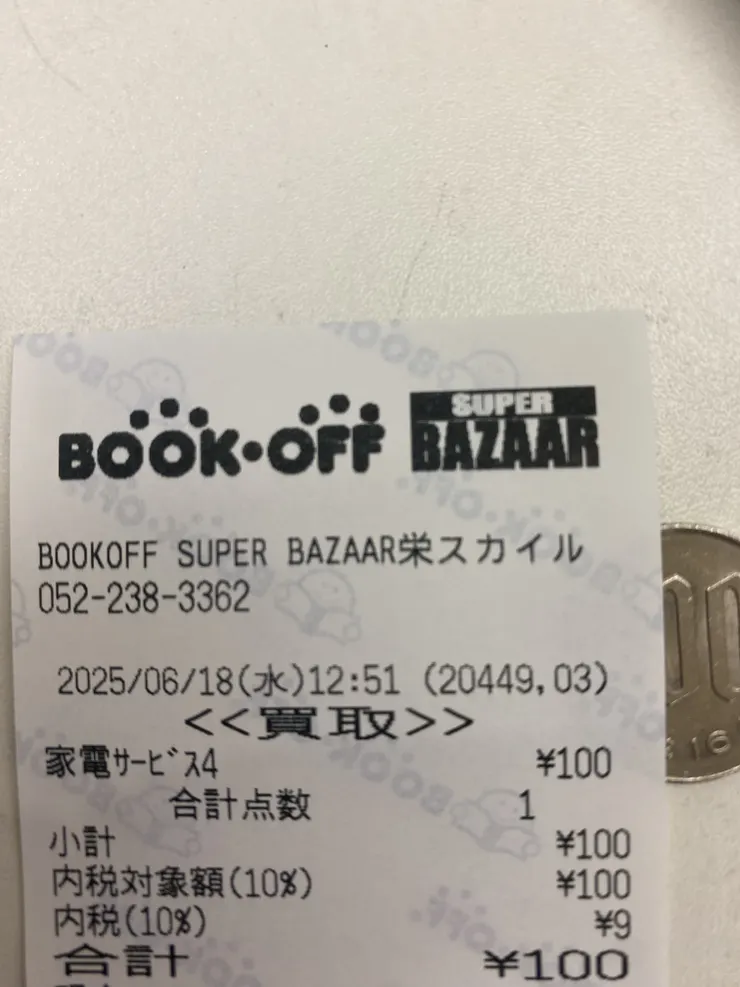 BOOK・OFF SUPER BAZAAR
BOOKOFF SUPER BAZAAR栄スカイル
052-238-3362
2025/06/18(水)12:51 (20449,03)
<<買取>>
家電サービス4 ¥100
合計点数 1
小計 ¥100
内税対象額(10%) ¥100
内税(10%) ¥9
合計 ¥100